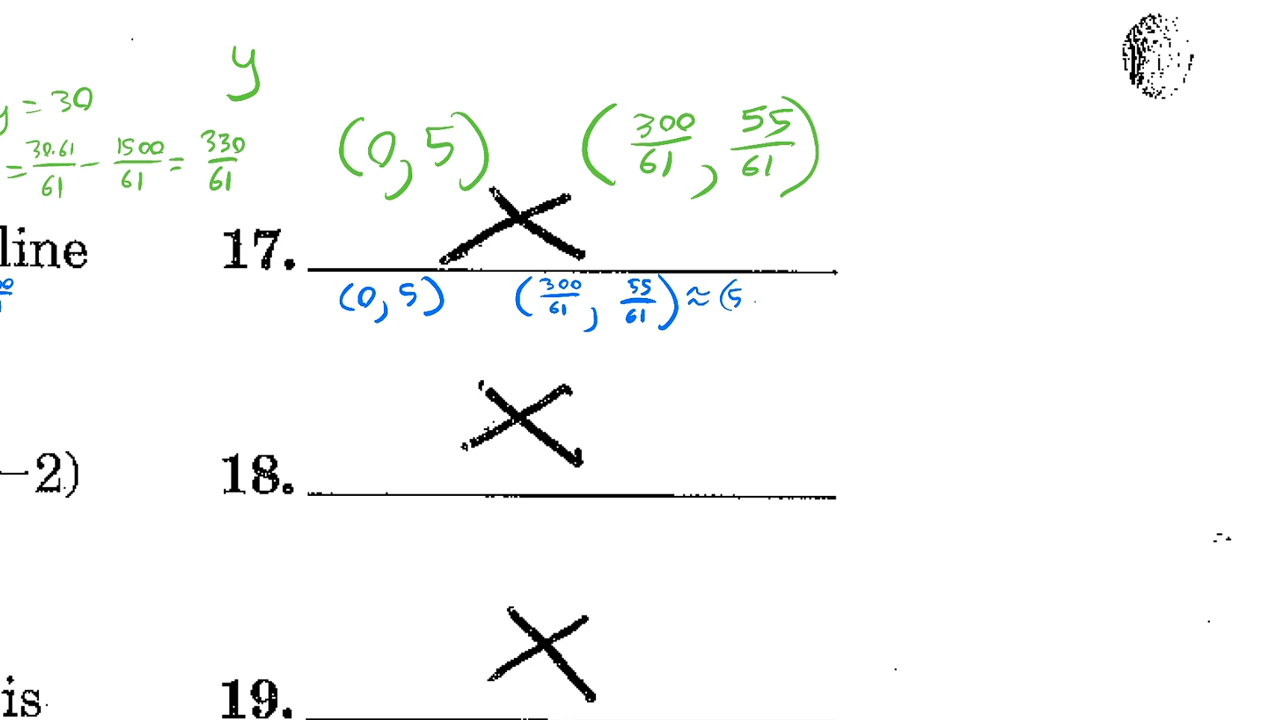 y
y = 30
= 30.61/61 - 1500/61 = 330/61
(0, 5) (300/61, 55/61)
line 17.
(0, 5) (300/61, 55/61) ≈ (5
-2) 18.
is 19.